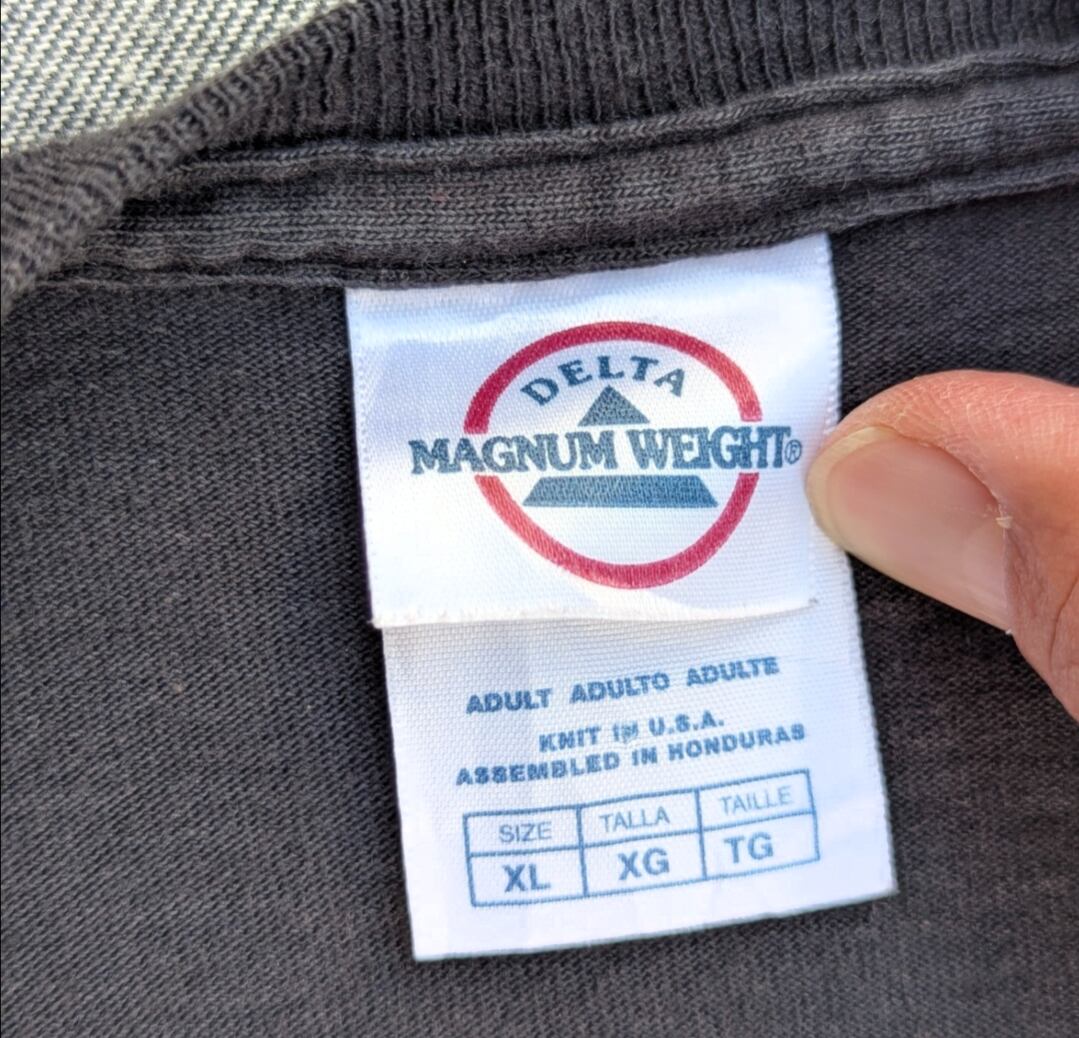 DELTA
MAGNUM WEIGHT®
ADULT ADULTO ADULTE
KNIT IN U.S.A.
ASSEMBLED IN HONDURAS
SIZE TALLA TAILLE
XL XG TG